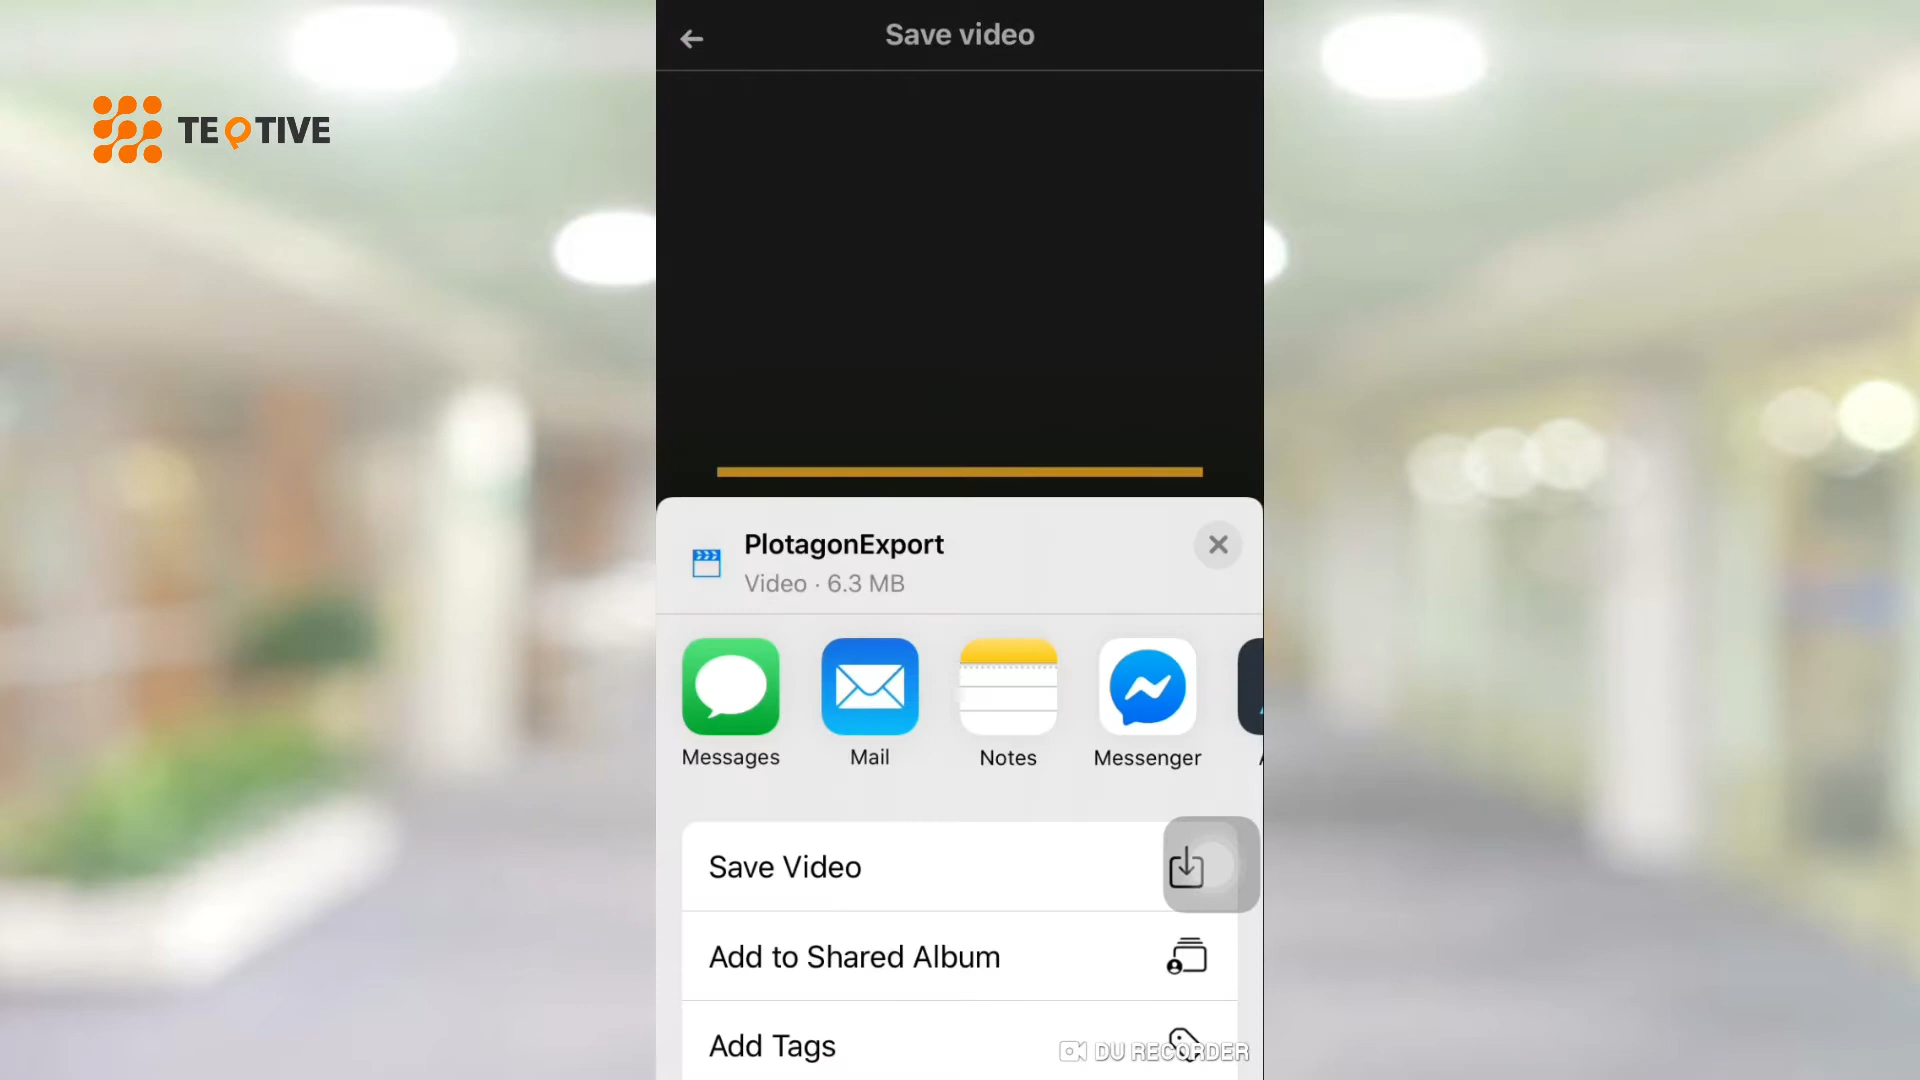 Save video
TEQTIVE
PlotagonExport
Video · 6.3 MB
Messages
Mail
Notes
Messenger
Save Video
Add to Shared Album
Add Tags
DU RECORDER